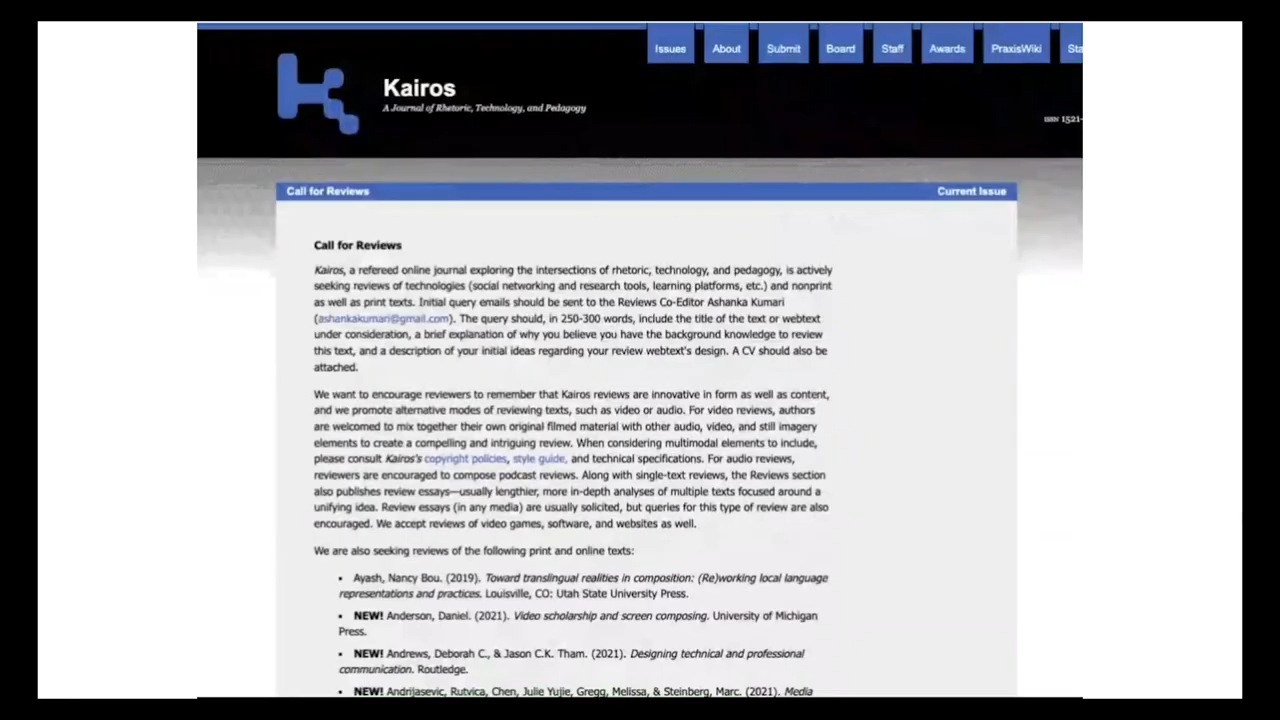 Issues About Submit Board Staff Awards PraxisWiki Sta
Kairos
A Journal of Rhetoric, Technology, and Pedagogy
ISSN 1521-
Call for Reviews Current Issue
Call for Reviews
Kairos, a refereed online journal exploring the intersections of rhetoric, technology, and pedagogy, is actively
seeking reviews of technologies (social networking and research tools, learning platforms, etc.) and nonprint
as well as print texts. Initial query emails should be sent to the Reviews Co-Editor Ashanka Kumari
(ashankakumari@gmail.com). The query should, in 250-300 words, include the title of the text or webtext
under consideration, a brief explanation of why you believe you have the background knowledge to review
this text, and a description of your initial ideas regarding your review webtext's design. A CV should also be
attached.
We want to encourage reviewers to remember that Kairos reviews are innovative in form as well as content,
and we promote alternative modes of reviewing texts, such as video or audio. For video reviews, authors
are welcomed to mix together their own original filmed material with other audio, video, and still imagery
elements to create a compelling and intriguing review. When considering multimodal elements to include,
please consult Kairos's copyright policies, style guide, and technical specifications. For audio reviews,
reviewers are encouraged to compose podcast reviews. Along with single-text reviews, the Reviews section
also publishes review essays—usually lengthier, more in-depth analyses of multiple texts focused around a
unifying idea. Review essays (in any media) are usually solicited, but queries for this type of review are also
encouraged. We accept reviews of video games, software, and websites as well.
We are also seeking reviews of the following print and online texts:
• Ayash, Nancy Bou. (2019). Toward translingual realities in composition: (Re)working local language
representations and practices. Louisville, CO: Utah State University Press.
• NEW! Anderson, Daniel. (2021). Video scholarship and screen composing. University of Michigan
Press.
• NEW! Andrews, Deborah C., & Jason C.K. Tham. (2021). Designing technical and professional
communication. Routledge.
• NEW! Andrijasevic, Rutvica, Chen, Julie Yujie, Gregg, Melissa, & Steinberg, Marc. (2021). Media